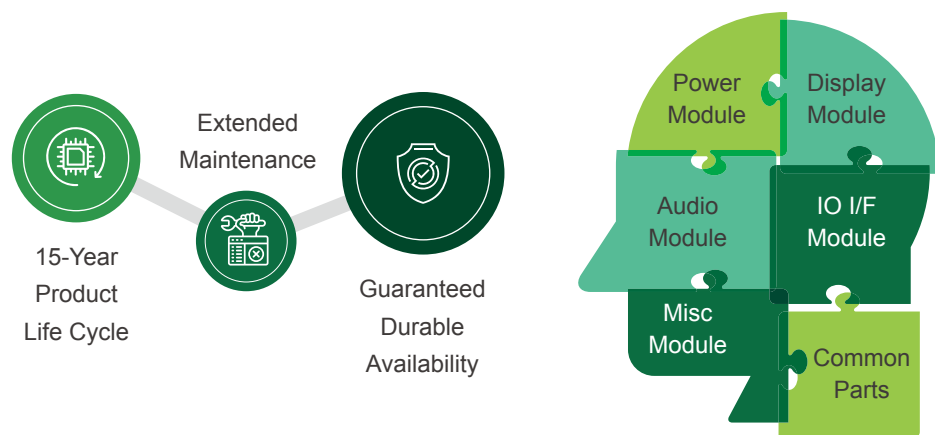 15-Year
Product
Life Cycle
Extended
Maintenance
Guaranteed
Durable
Availability
Power
Module
Display
Module
Audio
Module
IO I/F
Module
Misc
Module
Common
Parts